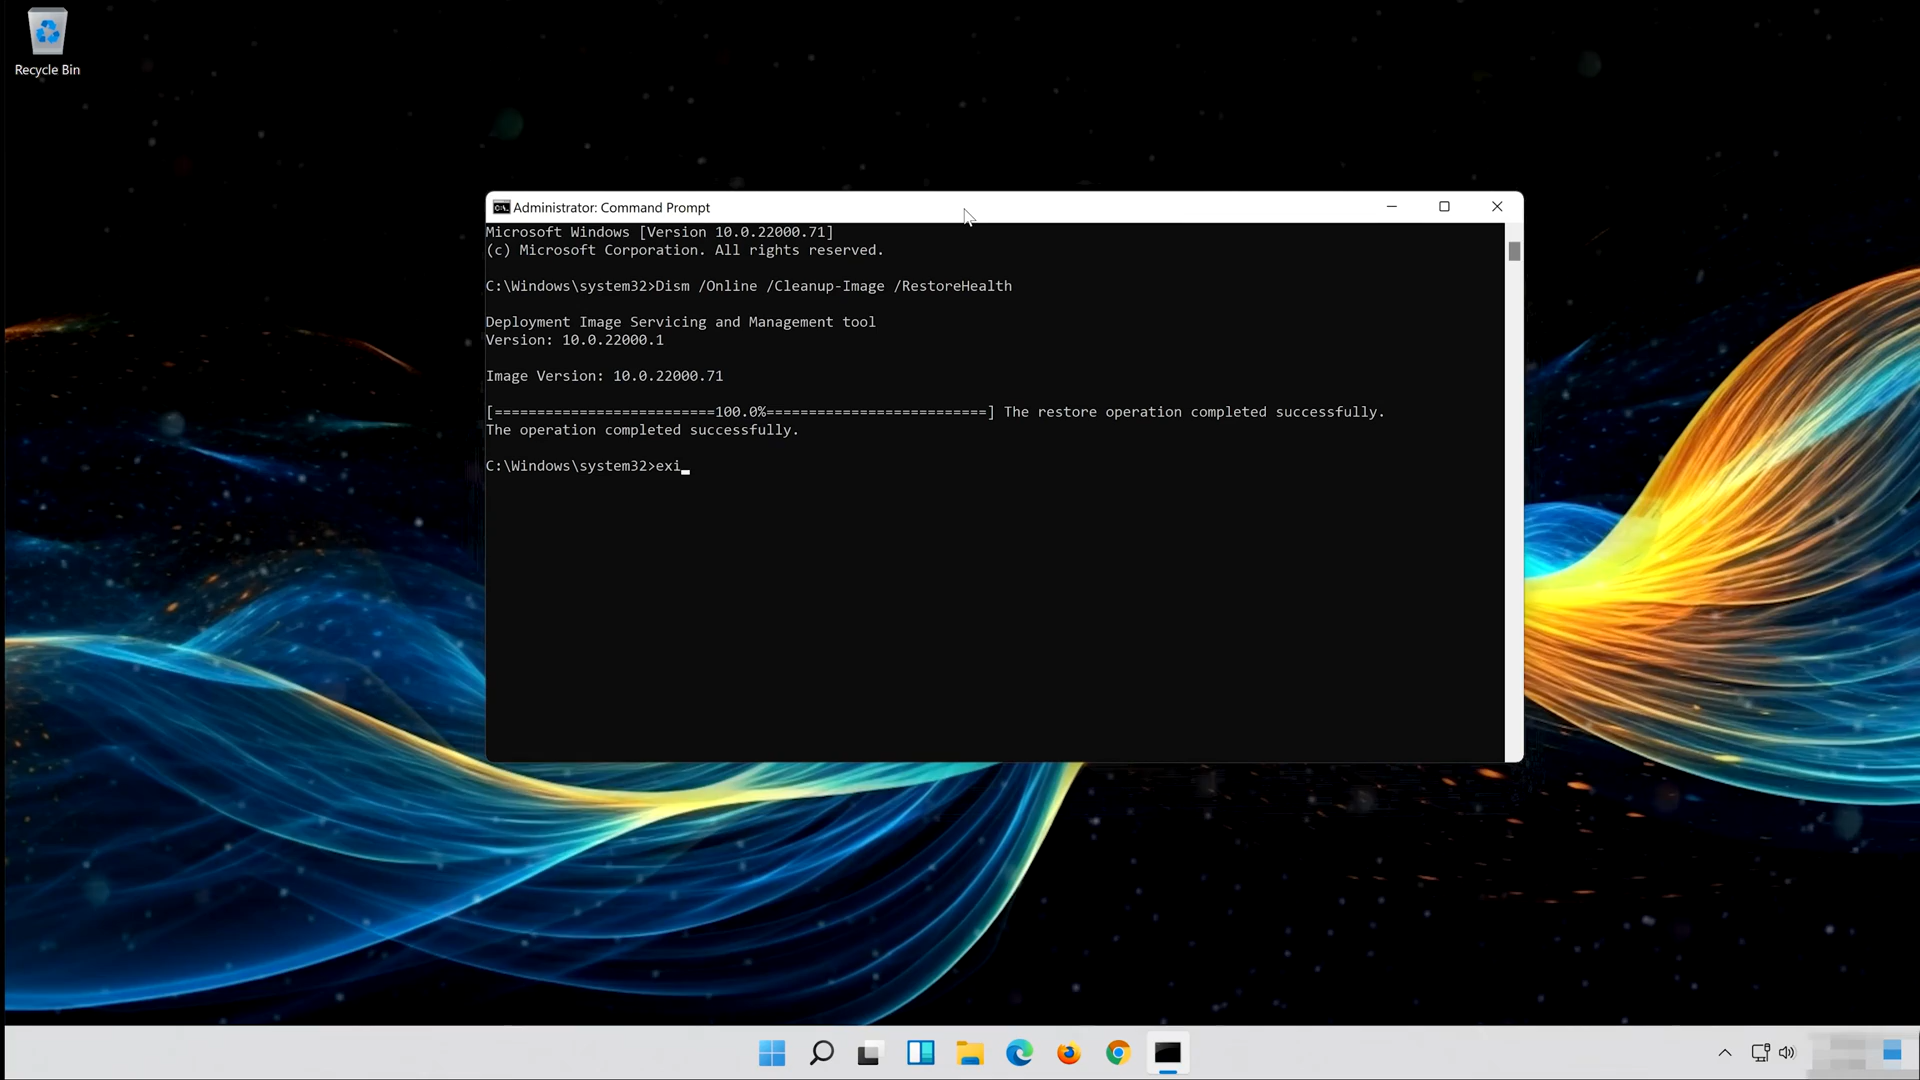 Recycle Bin
Administrator: Command Prompt
Microsoft Windows [Version 10.0.22000.71]
(c) Microsoft Corporation. All rights reserved.
C:\Windows\system32>Dism /Online /Cleanup-Image /RestoreHealth
Deployment Image Servicing and Management tool
Version: 10.0.22000.1
Image Version: 10.0.22000.71
[==========================100.0%==========================] The restore operation completed successfully.
The operation completed successfully.
C:\Windows\system32>exi